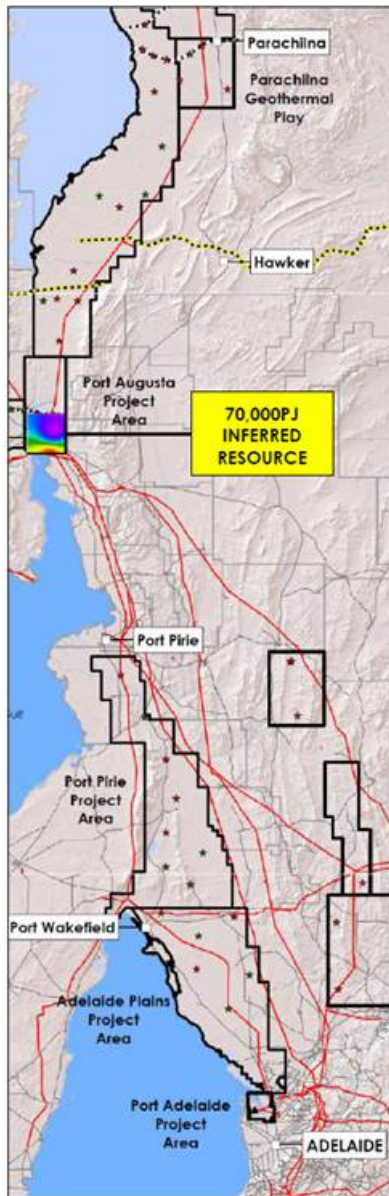 Parachilna
Parachilna
Geothermal
Play
Hawker
Port Augusta
Project
Area
70,000PJ
INFERRED
RESOURCE
Port Pirie
Port Pirie
Project
Area
Port Wakefield
Adelaide Plains
Project
Area
Port Adelaide
Project
Area
ADELAIDE